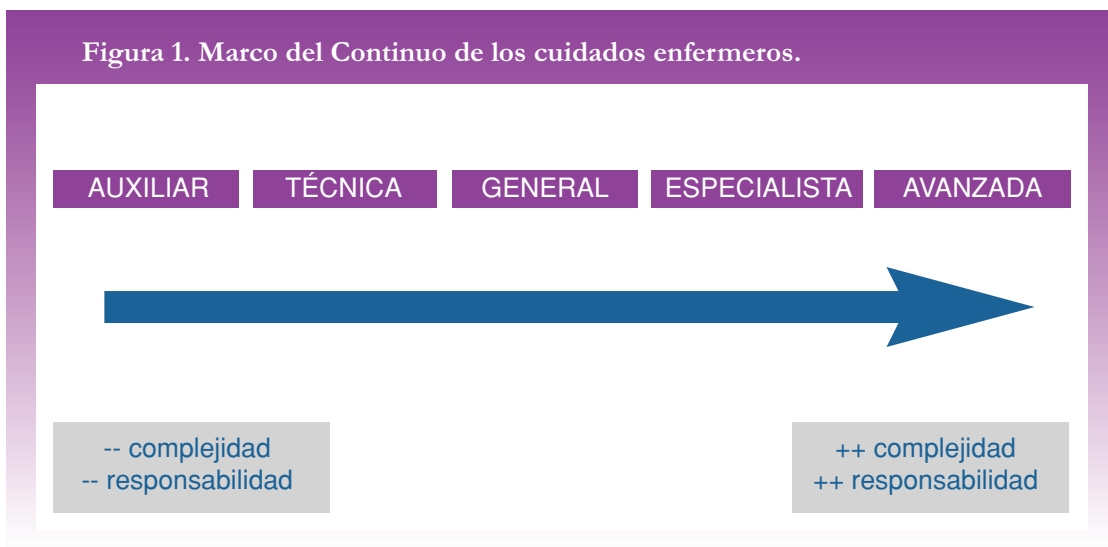 Figura 1. Marco del Continuo de los cuidados enfermeros.
AUXILIAR TÉCNICA GENERAL ESPECIALISTA AVANZADA
-- complejidad
-- responsabilidad
++ complejidad
++ responsabilidad